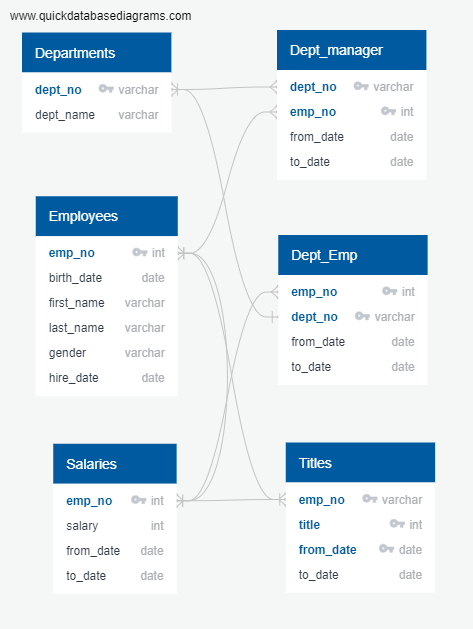 www.quickdatabasediagrams.com
Departments
dept_no varchar
dept_name varchar
Dept_manager
dept_no varchar
emp_no int
from_date date
to_date date
Employees
emp_no int
birth_date date
first_name varchar
last_name varchar
gender varchar
hire_date date
Dept_Emp
emp_no int
dept_no varchar
from_date date
to_date date
Salaries
emp_no int
salary int
from_date date
to_date date
Titles
emp_no varchar
title int
from_date date
to_date date